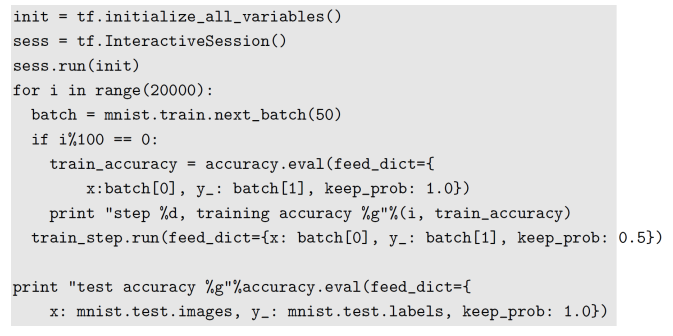 init = tf.initialize_all_variables()
sess = tf.InteractiveSession()
sess.run(init)
for i in range(20000):
  batch = mnist.train.next_batch(50)
  if i%100 == 0:
    train_accuracy = accuracy.eval(feed_dict={
        x:batch[0], y_: batch[1], keep_prob: 1.0})
    print "step %d, training accuracy %g"%(i, train_accuracy)
  train_step.run(feed_dict={x: batch[0], y_: batch[1], keep_prob: 0.5})

print "test accuracy %g"%accuracy.eval(feed_dict={
    x: mnist.test.images, y_: mnist.test.labels, keep_prob: 1.0})